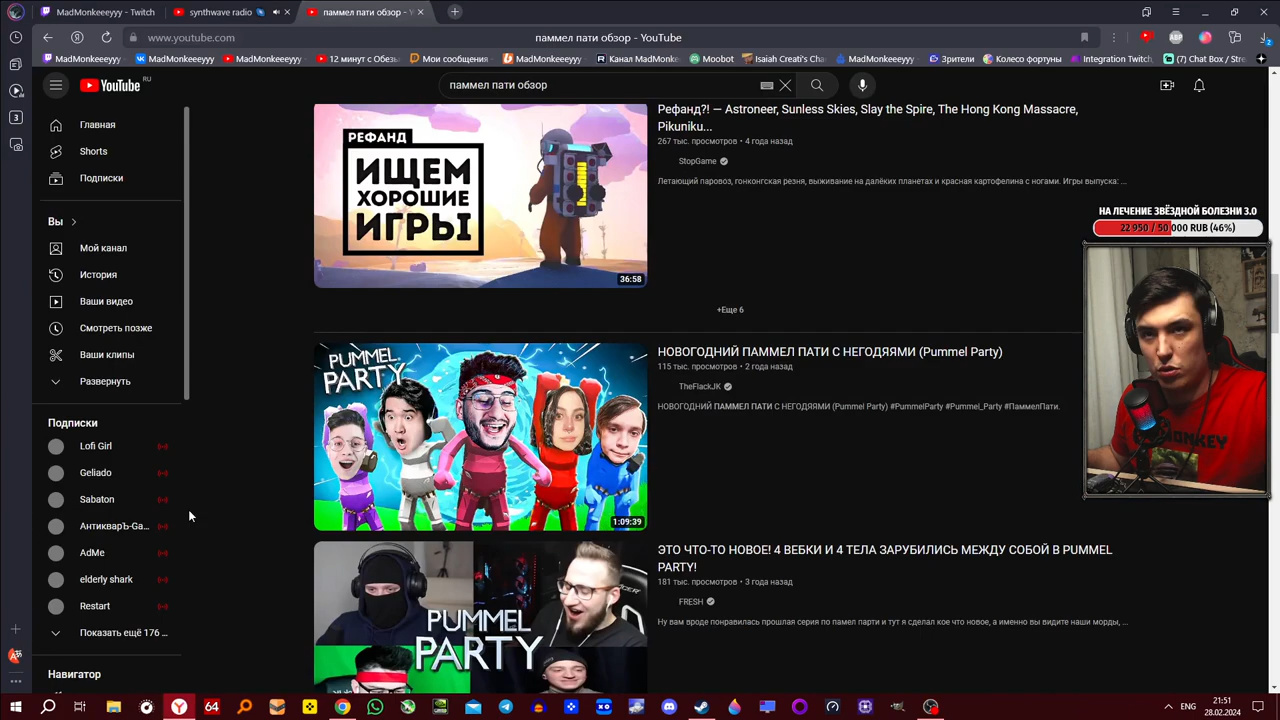 MadMonkeeeyyy - Twitch
synthwave radio
паммел пати обзор - Yo
www.youtube.com
паммел пати обзор - YouTube
MadMonkeeeyyy
MadMonkeeeyyy
MadMonkeeeyyy
12 минут с Обезь
Мои сообщения -
MadMonkeeeyyy
Канал MadMonke
Moobot
Isaiah Creati's Cha
MadMonkeeeyyy
Зрители
Колесо фортуны
Integration Twitch
(7) Chat Box / Stre
YouTube
RU
паммел пати обзор
3
Главная
Shorts
Подписки
Вы
Мой канал
История
Ваши видео
Смотреть позже
Ваши клипы
Развернуть
Подписки
Lofi Girl
Geliado
Sabaton
АнтикварЪ-Ga...
AdMe
elderly shark
Restart
Показать ещё 176 ...
Навигатор
РЕФАНД
ИЩЕМ
ХОРОШИЕ
ИГРЫ
36:58
Рефанд?! — Astroneer, Sunless Skies, Slay the Spire, The Hong Kong Massacre,
Pikuniku...
267 тыс. просмотров • 4 года назад
StopGame
Летающий паровоз, гонконгская резня, выживание на далёких планетах и красная картофелина с ногами. Игры выпуска: ...
+Еще 6
PUMMEL
PARTY
1:09:39
НОВОГОДНИЙ ПАММЕЛ ПАТИ С НЕГОДЯЯМИ (Pummel Party)
115 тыс. просмотров • 2 года назад
TheFlackJK
НОВОГОДНИЙ ПАММЕЛ ПАТИ С НЕГОДЯЯМИ (Pummel Party) #PummelParty #Pummel_Party #ПаммелПати.
PUMMEL
PARTY
ЭТО ЧТО-ТО НОВОЕ! 4 ВЕБКИ И 4 ТЕЛА ЗАРУБИЛИСЬ МЕЖДУ СОБОЙ В PUMMEL
PARTY!
181 тыс. просмотров • 3 года назад
FRESH
Ну вам вроде понравилась прошлая серия по памел парти и тут я сделал кое что новое, а именно вы видите наши морды, ...
НА ЛЕЧЕНИЕ ЗВЁЗДНОЙ БОЛЕЗНИ 3.0
22 950 / 50 000 RUB (46%)
64
ENG
21:51
28.02.2024